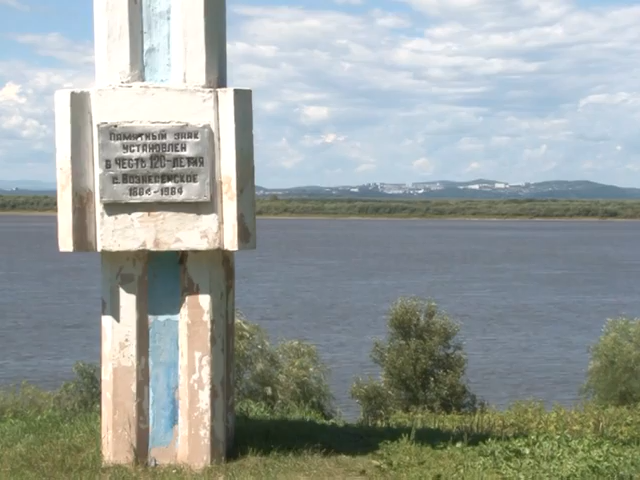 ПАМЯТНЫЙ ЗНАК
УСТАНОВЛЕН
В ЧЕСТЬ 120-ЛЕТИЯ
с. ВОЗНЕСЕНСКОЕ
1864-1984